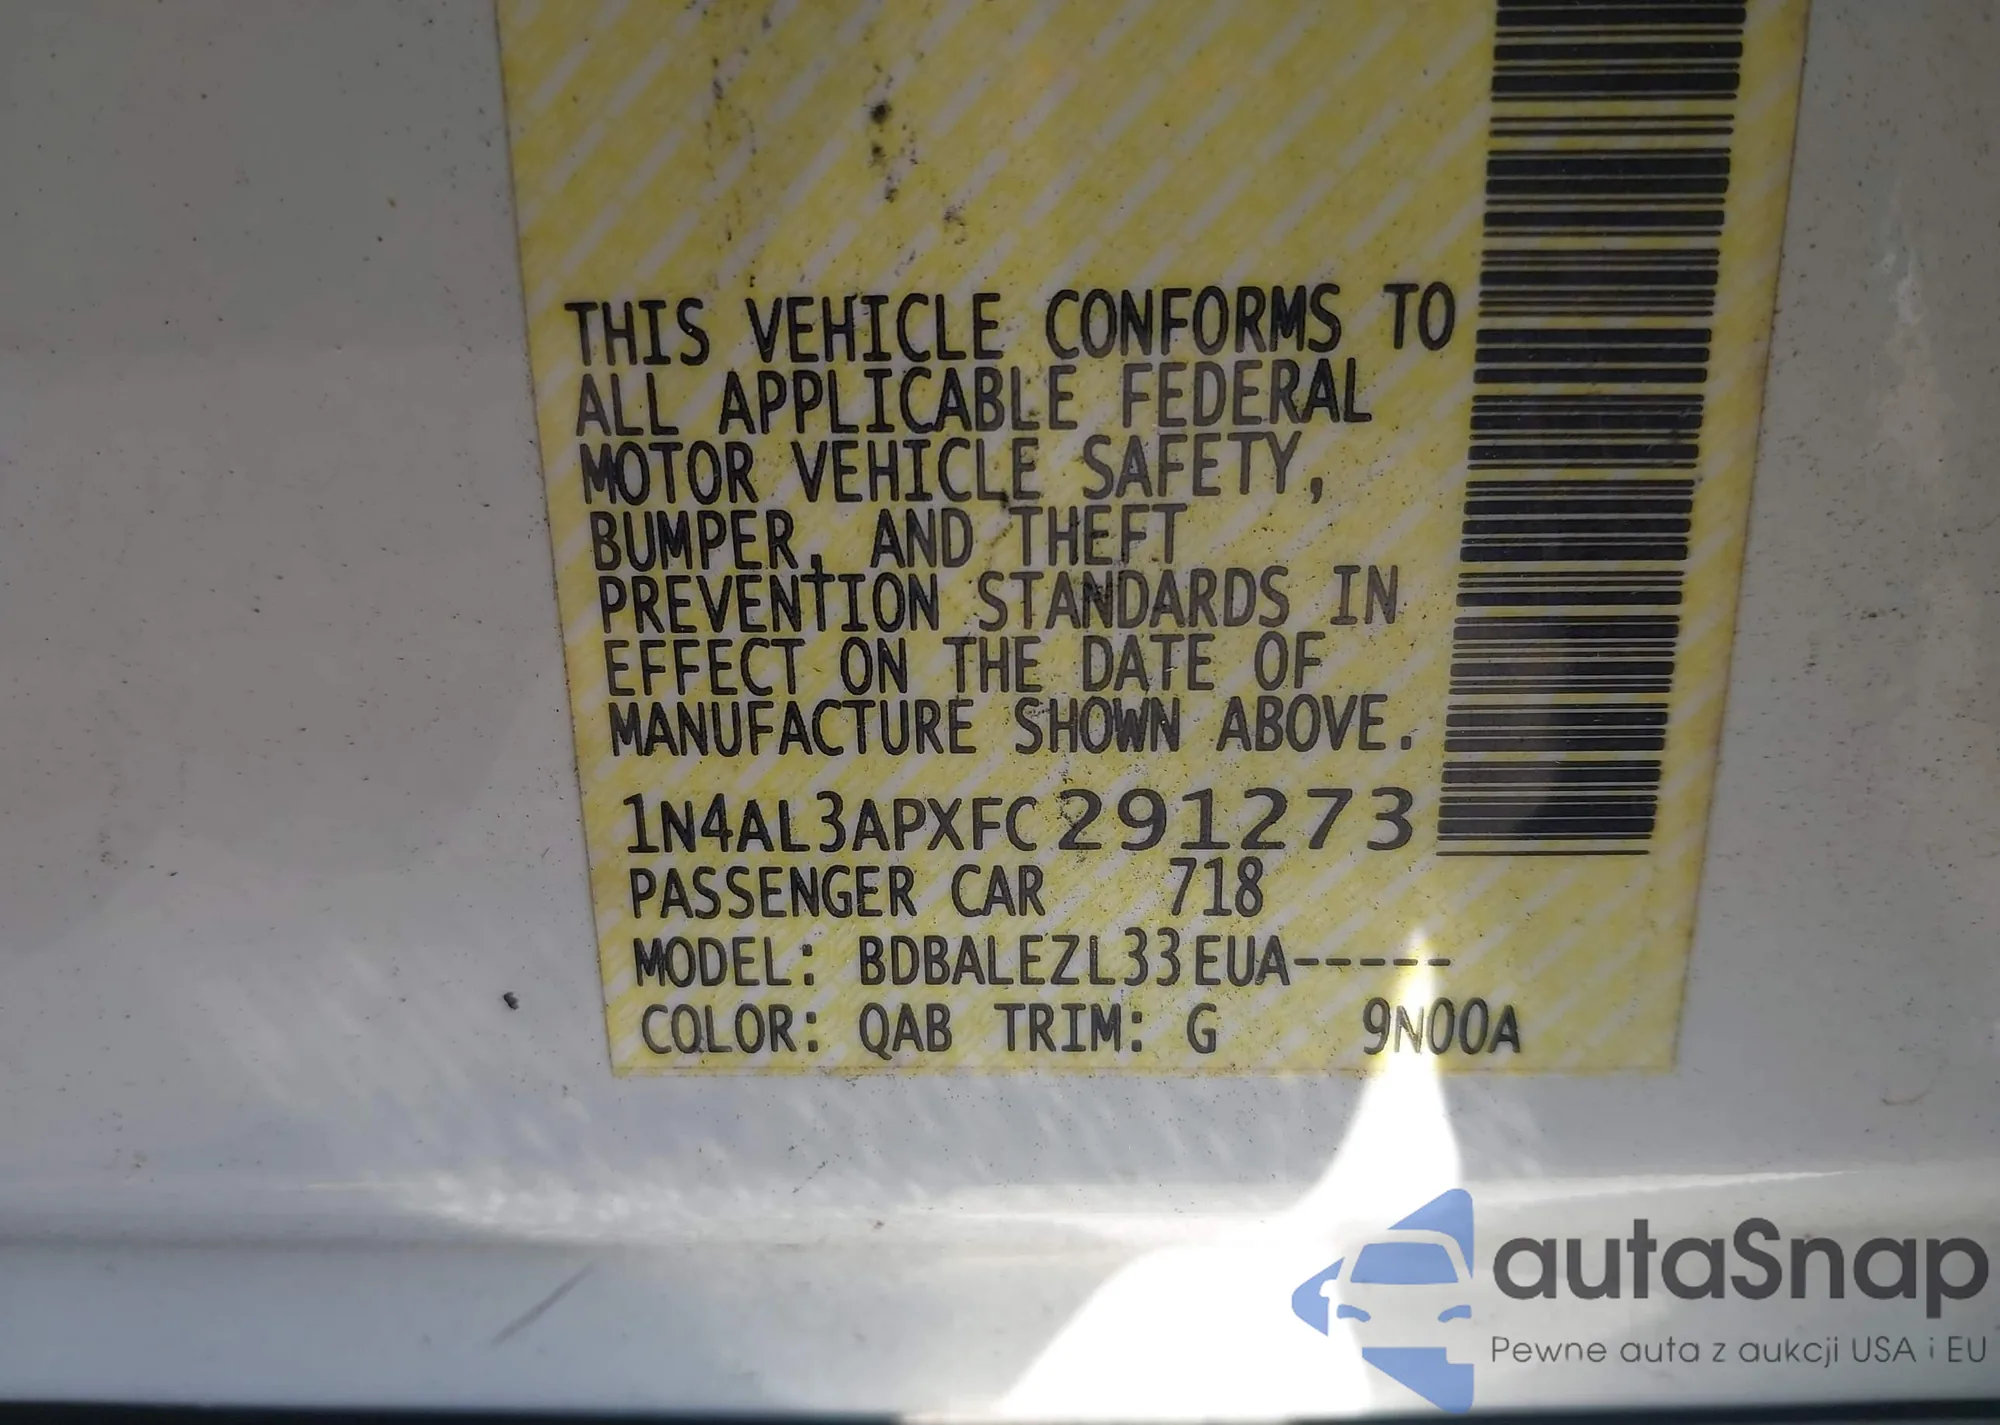 THIS VEHICLE CONFORMS TO
ALL APPLICABLE FEDERAL
MOTOR VEHICLE SAFETY,
BUMPER, AND THEFT
PREVENTION STANDARDS IN
EFFECT ON THE DATE OF
MANUFACTURE SHOWN ABOVE.
1N4AL3APXFC291273
PASSENGER CAR 718
MODEL: BDBALEZL33EUA-----
COLOR: QAB TRIM: G 9N00A
autaSnap
Pewne auta z aukcji USA i EU